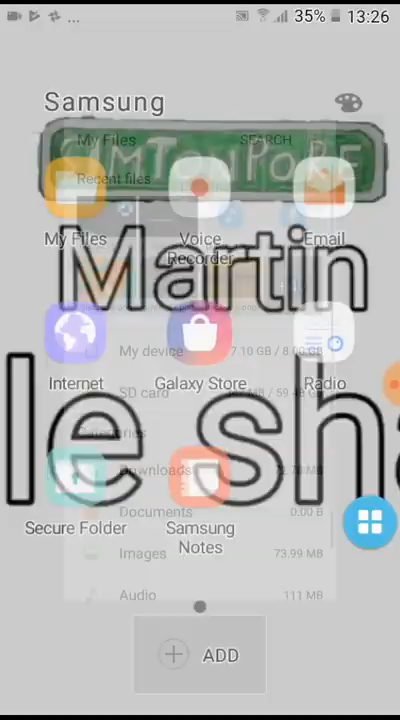 ... 35% 13:26
Samsung
My Files SEARCH
Recent files
My Files Voice Recorder Email
Martin
My device 7.10 GB / 8.00 GB
Internet Galaxy Store Radio
SD card
le sha
Downloads
Secure Folder Samsung Notes
Documents 0.00 B
Images 73.99 MB
Audio 111 MB
ADD